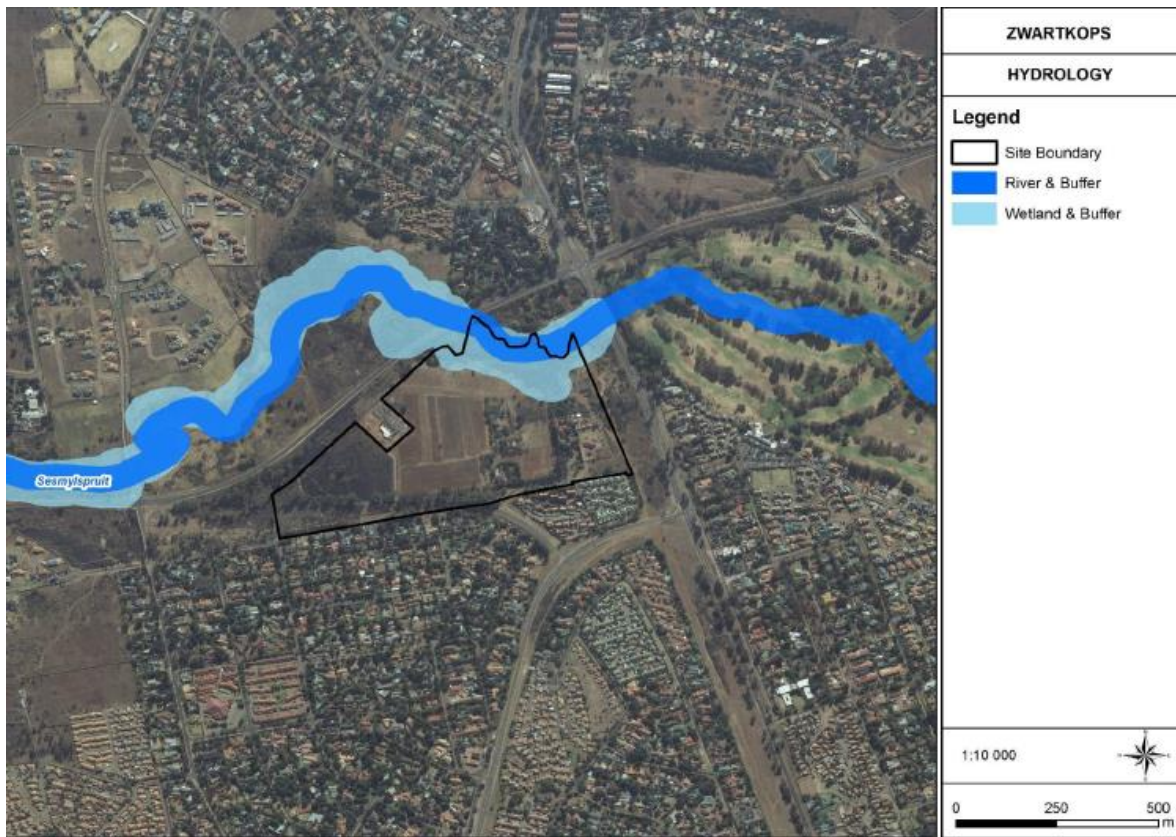 ZWARTKOPS
HYDROLOGY
Legend
Site Boundary
River & Buffer
Wetland & Buffer
Sesmylspruit
1:10 000
0 250 500
m